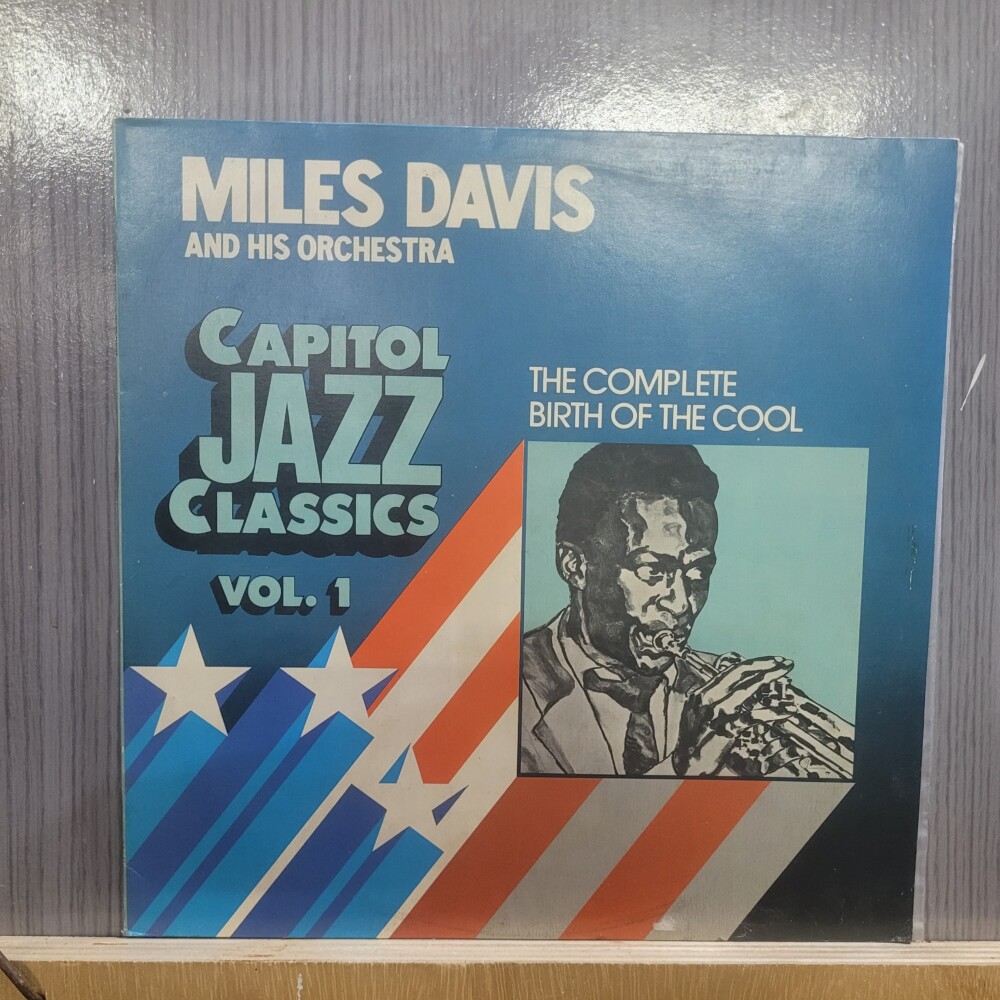 MILES DAVIS
AND HIS ORCHESTRA
CAPITOL
JAZZ
CLASSICS
VOL. 1
THE COMPLETE
BIRTH OF THE COOL